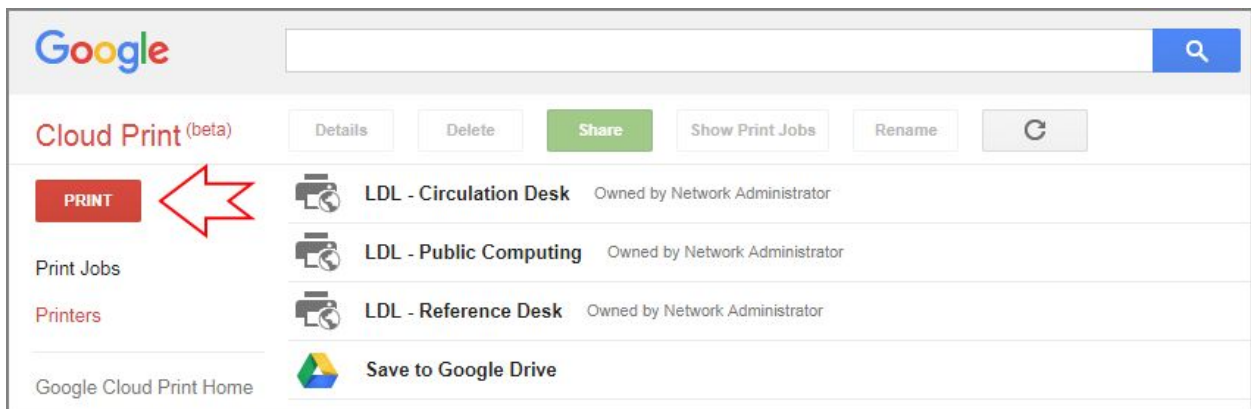 Google
Cloud Print (beta)
Details Delete Share Show Print Jobs Rename
PRINT
Print Jobs
Printers
Google Cloud Print Home
LDL - Circulation Desk Owned by Network Administrator
LDL - Public Computing Owned by Network Administrator
LDL - Reference Desk Owned by Network Administrator
Save to Google Drive